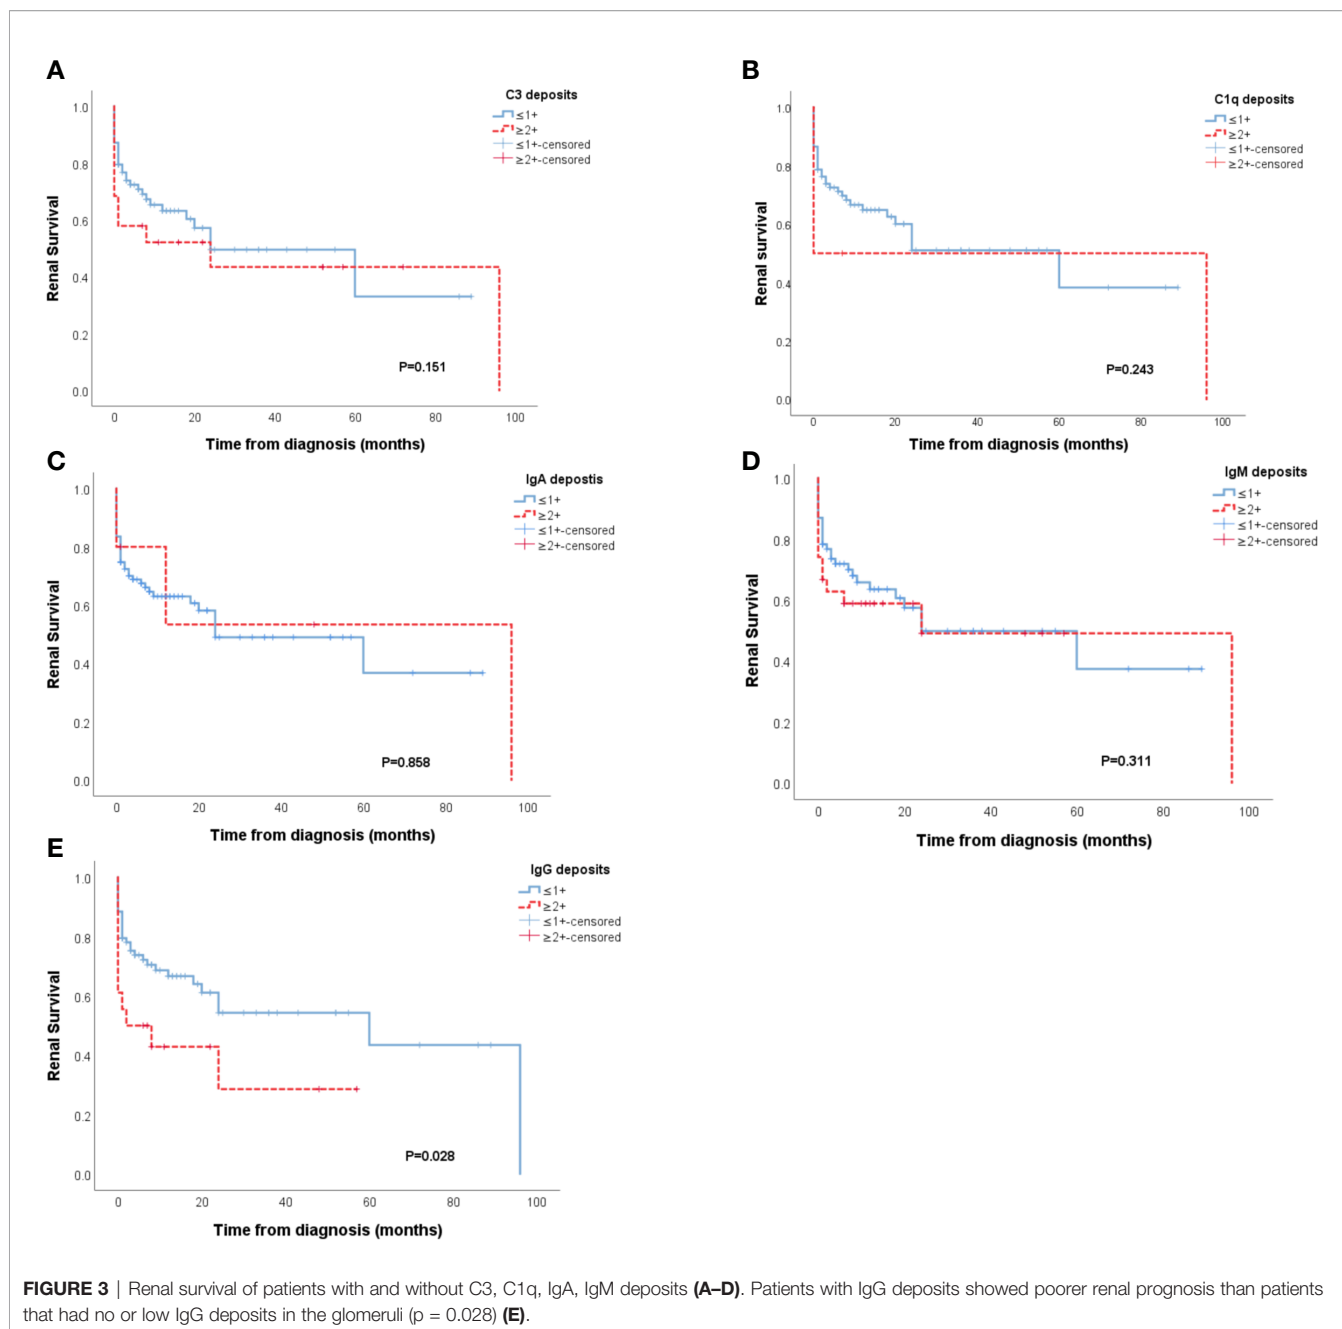 A
C3 deposits
≤1+
≥2+
≤1+-censored
≥2+-censored
1.0
0.8
0.6
0.4
0.2
0.0
Renal Survival
P=0.151
0 20 40 60 80 100
Time from diagnosis (months)
B
C1q deposits
≤1+
≥2+
≤1+-censored
≥2+-censored
1.0
0.8
0.6
0.4
0.2
0.0
Renal survival
P=0.243
0 20 40 60 80 100
Time from diagnosis (months)
C
IgA depostis
≤1+
≥2+
≤1+-censored
≥2+-censored
1.0
0.8
0.6
0.4
0.2
0.0
Renal Survival
P=0.858
0 20 40 60 80 100
Time from diagnosis (months)
D
IgM deposits
≤1+
≥2+
≤1+-censored
≥2+-censored
1.0
0.8
0.6
0.4
0.2
0.0
Renal Survival
P=0.311
0 20 40 60 80 100
Time from diagnosis (months)
E
IgG deposits
≤1+
≥2+
≤1+-censored
≥2+-censored
1.0
0.8
0.6
0.4
0.2
0.0
Renal Survival
P=0.028
0 20 40 60 80 100
Time from diagnosis (months)
FIGURE 3 | Renal survival of patients with and without C3, C1q, IgA, IgM deposits (A–D). Patients with IgG deposits showed poorer renal prognosis than patients
that had no or low IgG deposits in the glomeruli (p = 0.028) (E).